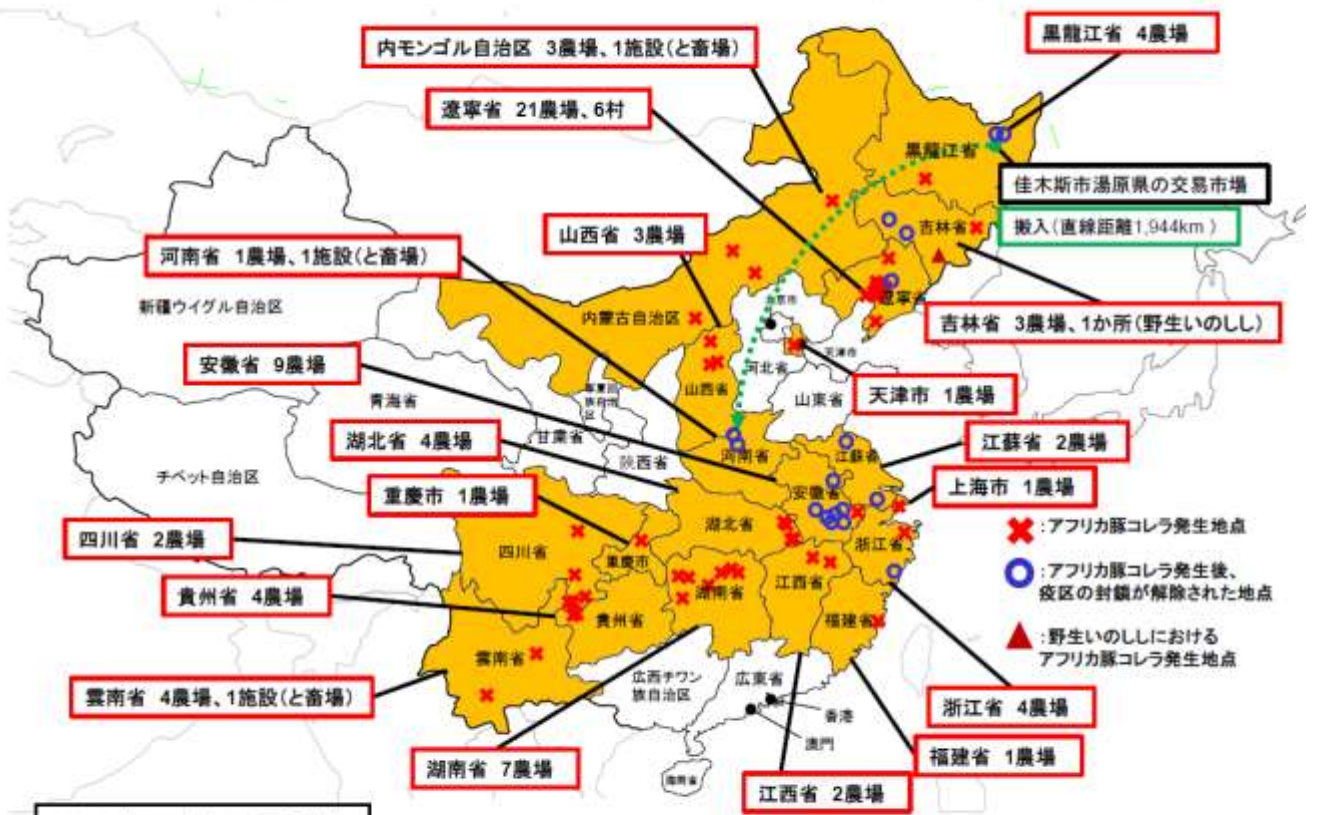 内モンゴル自治区 3農場、1施設(と畜場)
黒龍江省 4農場
遼寧省 21農場、6村
黒龍江省
佳木斯市湯原県の交易市場
搬入(直線距離1,944km)
吉林省
山西省 3農場
河南省 1農場、1施設(と畜場)
新疆ウイグル自治区
内蒙古自治区
遼寧省
吉林省 3農場、1か所(野生いのしし)
安徽省 9農場
天津市
河北省
山西省
山東省
天津市 1農場
青海省
甘粛省
陝西省
湖北省 4農場
河南省
江蘇省
江蘇省 2農場
チベット自治区
重慶市 1農場
安徽省
上海市 1農場
湖北省
四川省 2農場
四川省
重慶市
浙江省
✖:アフリカ豚コレラ発生地点
○:アフリカ豚コレラ発生後、
疫区の封鎖が解除された地点
▲:野生いのししにおける
アフリカ豚コレラ発生地点
貴州省 4農場
貴州省
湖南省
江西省
福建省
雲南省
雲南省 4農場、1施設(と畜場)
広西チワン
族自治区
広東省
香港
澳門
浙江省 4農場
湖南省 7農場
福建省 1農場
江西省 2農場
海南省